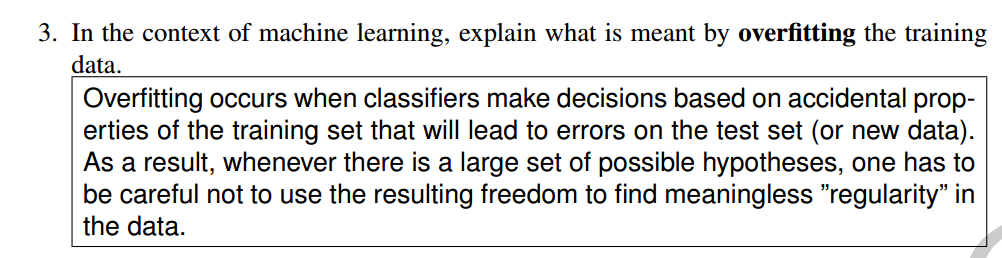 3. In the context of machine learning, explain what is meant by overfitting the training
data.
Overfitting occurs when classifiers make decisions based on accidental prop-
erties of the training set that will lead to errors on the test set (or new data).
As a result, whenever there is a large set of possible hypotheses, one has to
be careful not to use the resulting freedom to find meaningless ”regularity” in
the data.